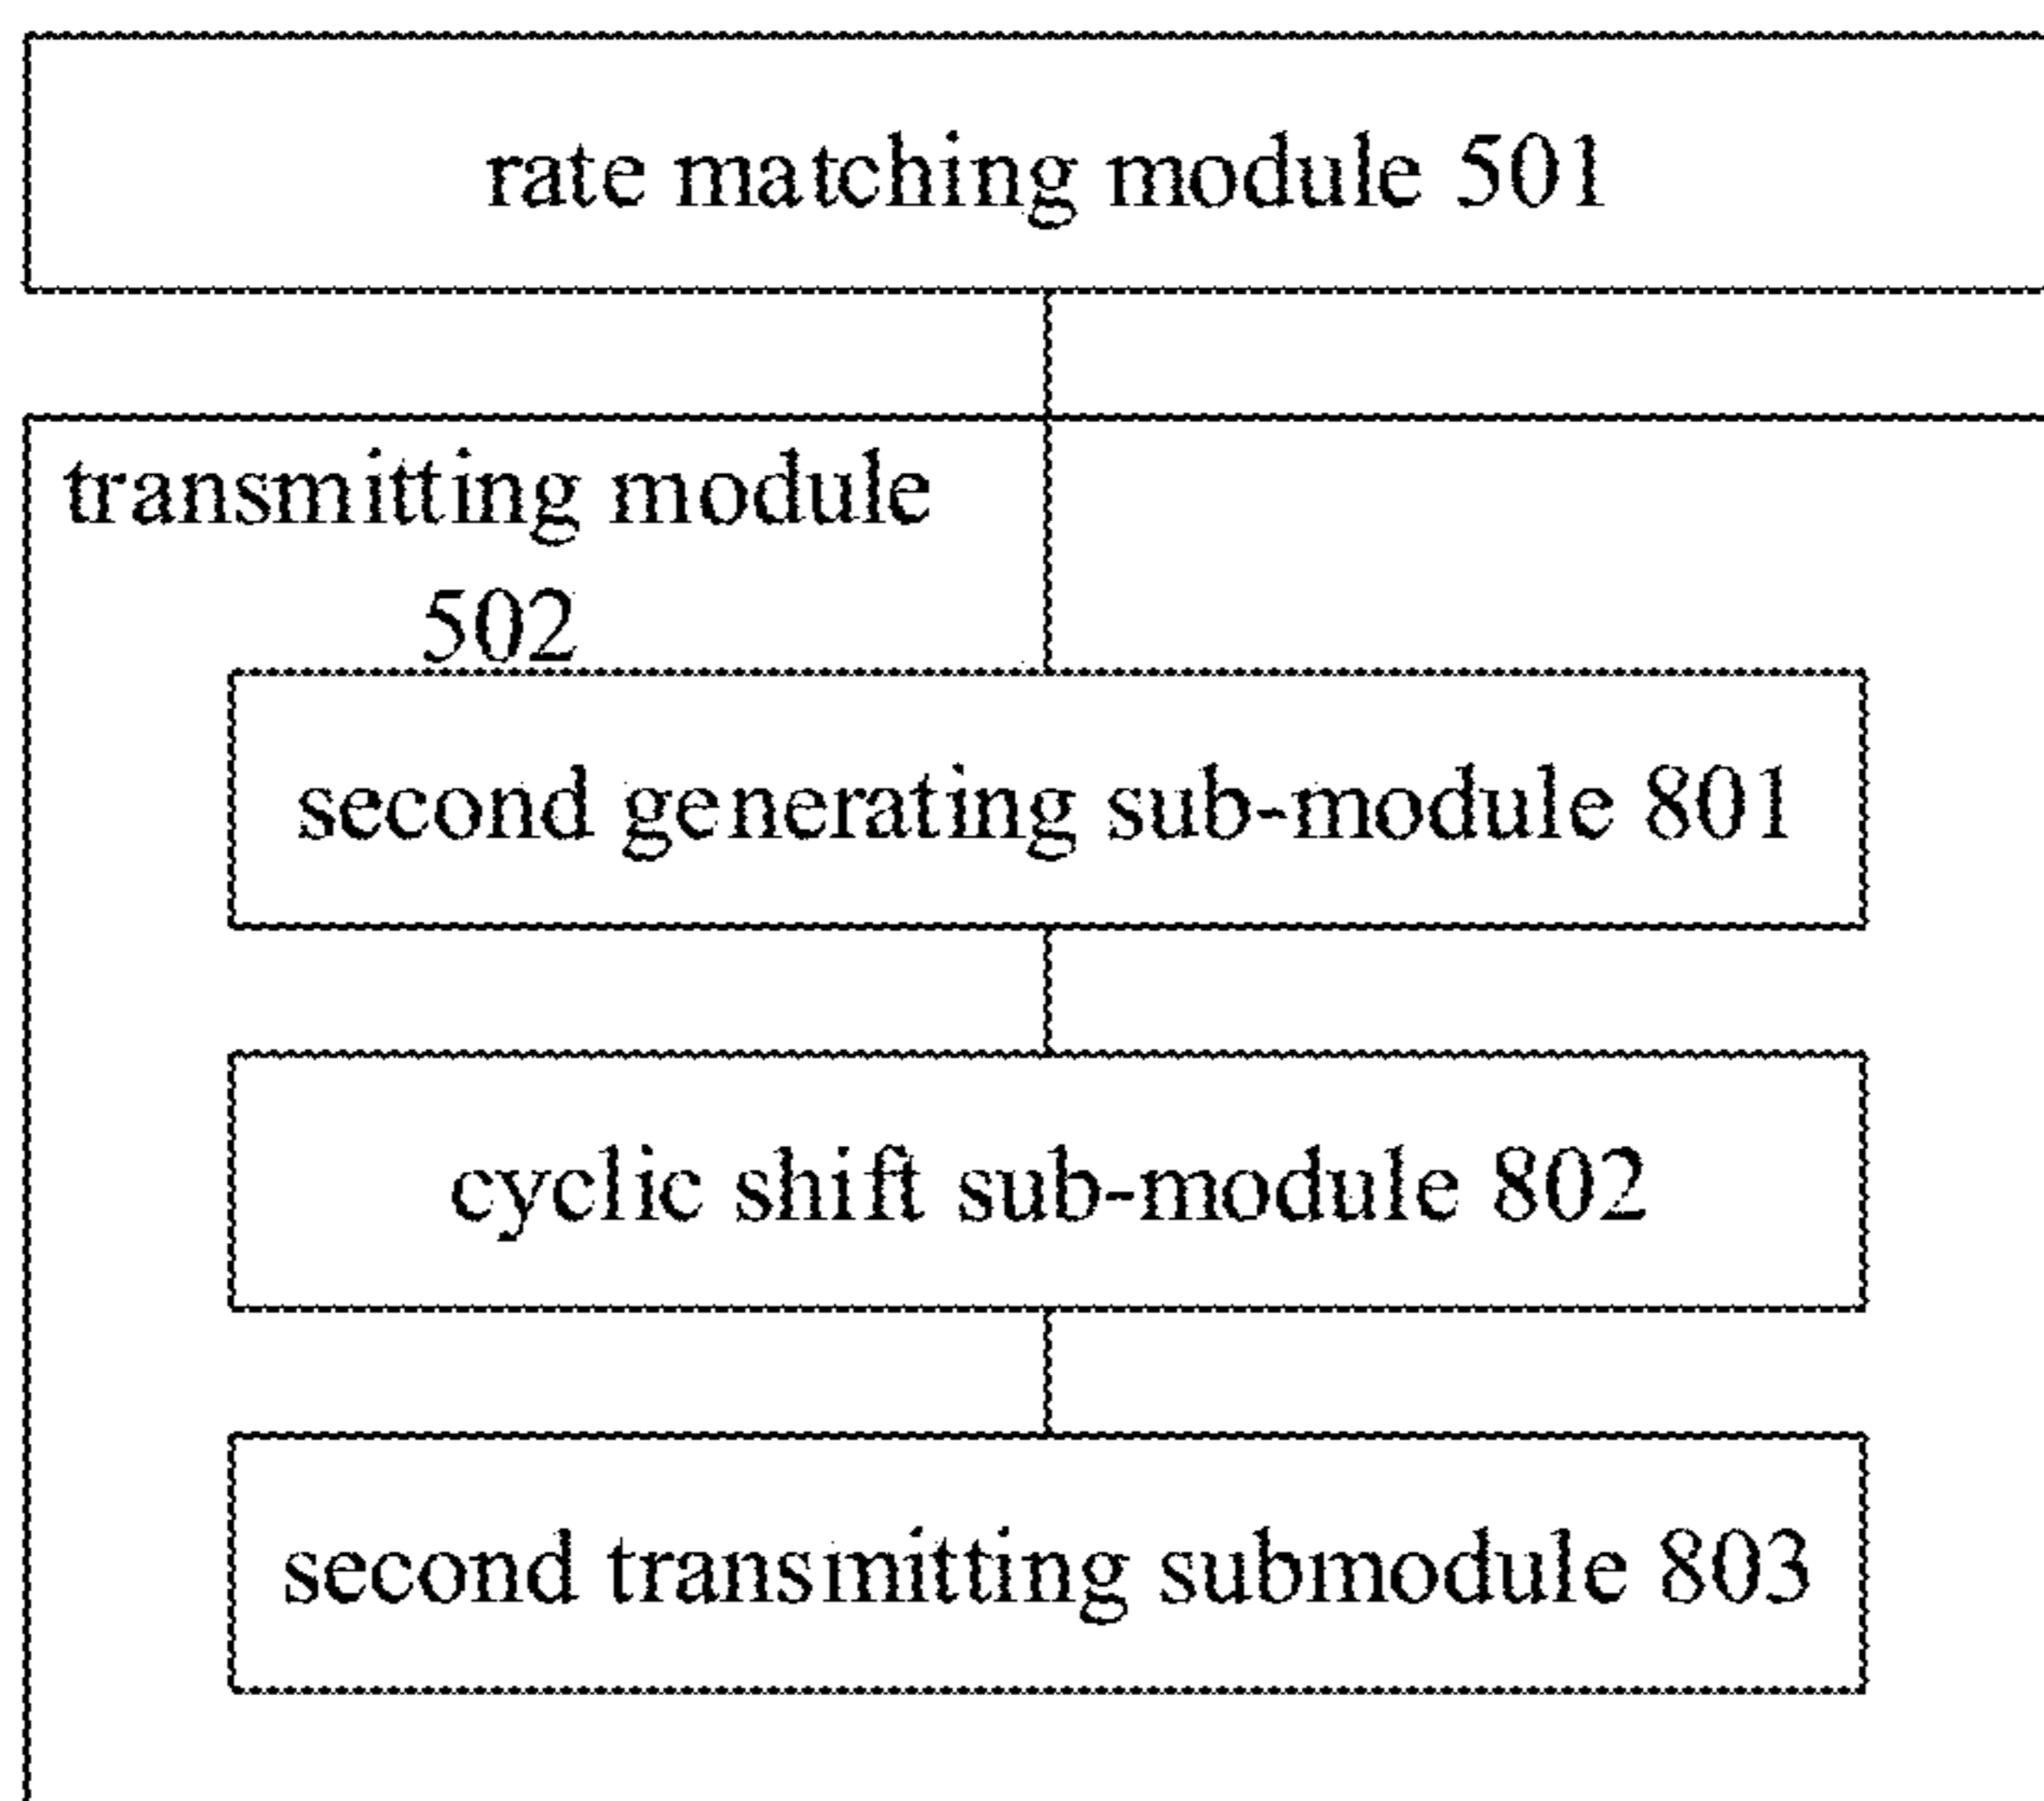 rate matching module 501
transmitting module
502
second generating sub-module 801
cyclic shift sub-module 802
second transmitting submodule 803